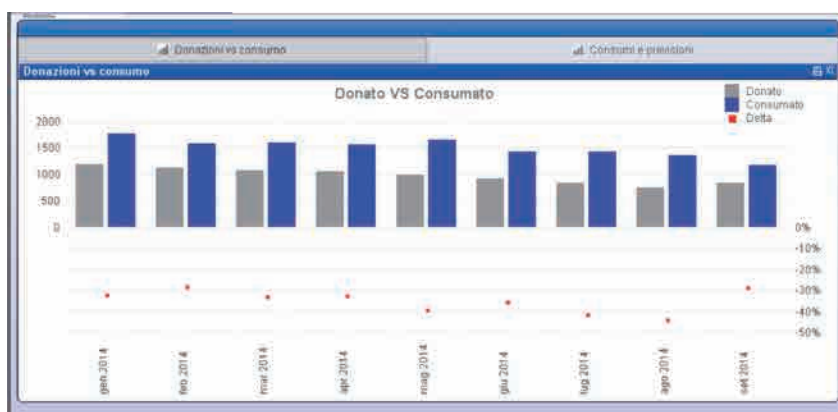 Donazioni vs consumo
Consumi e previsioni
Donazioni vs consumo
Donato VS Consumato
Donato
Consumato
Delta
2000
1500
1000
500
0
0%
-10%
-20%
-30%
-40%
-50%
gen 2014
feb 2014
mar 2014
apr 2014
mag 2014
giu 2014
lug 2014
ago 2014
set 2014